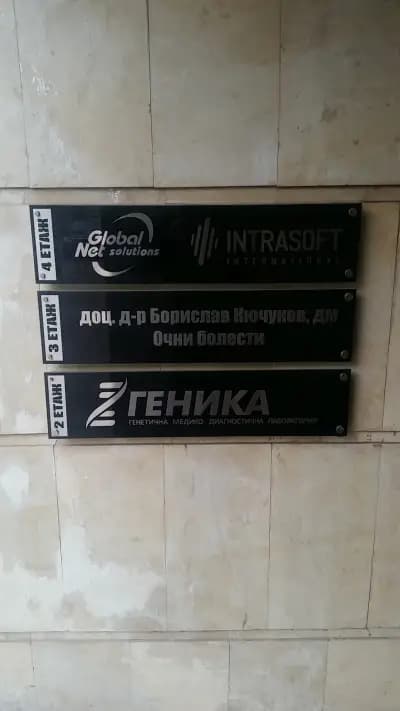 4 ЕТАЖ
Global
Net solutions
INTRASOFT
INTERNATIONAL
3 ЕТАЖ
доц. д-р Борислав Кючуков, дм
Очни болести
2 ЕТАЖ
ГЕНИКА
ГЕНЕТИЧНА МЕДИКО ДИАГНОСТИЧНА ЛАБОРАТОРИЯ